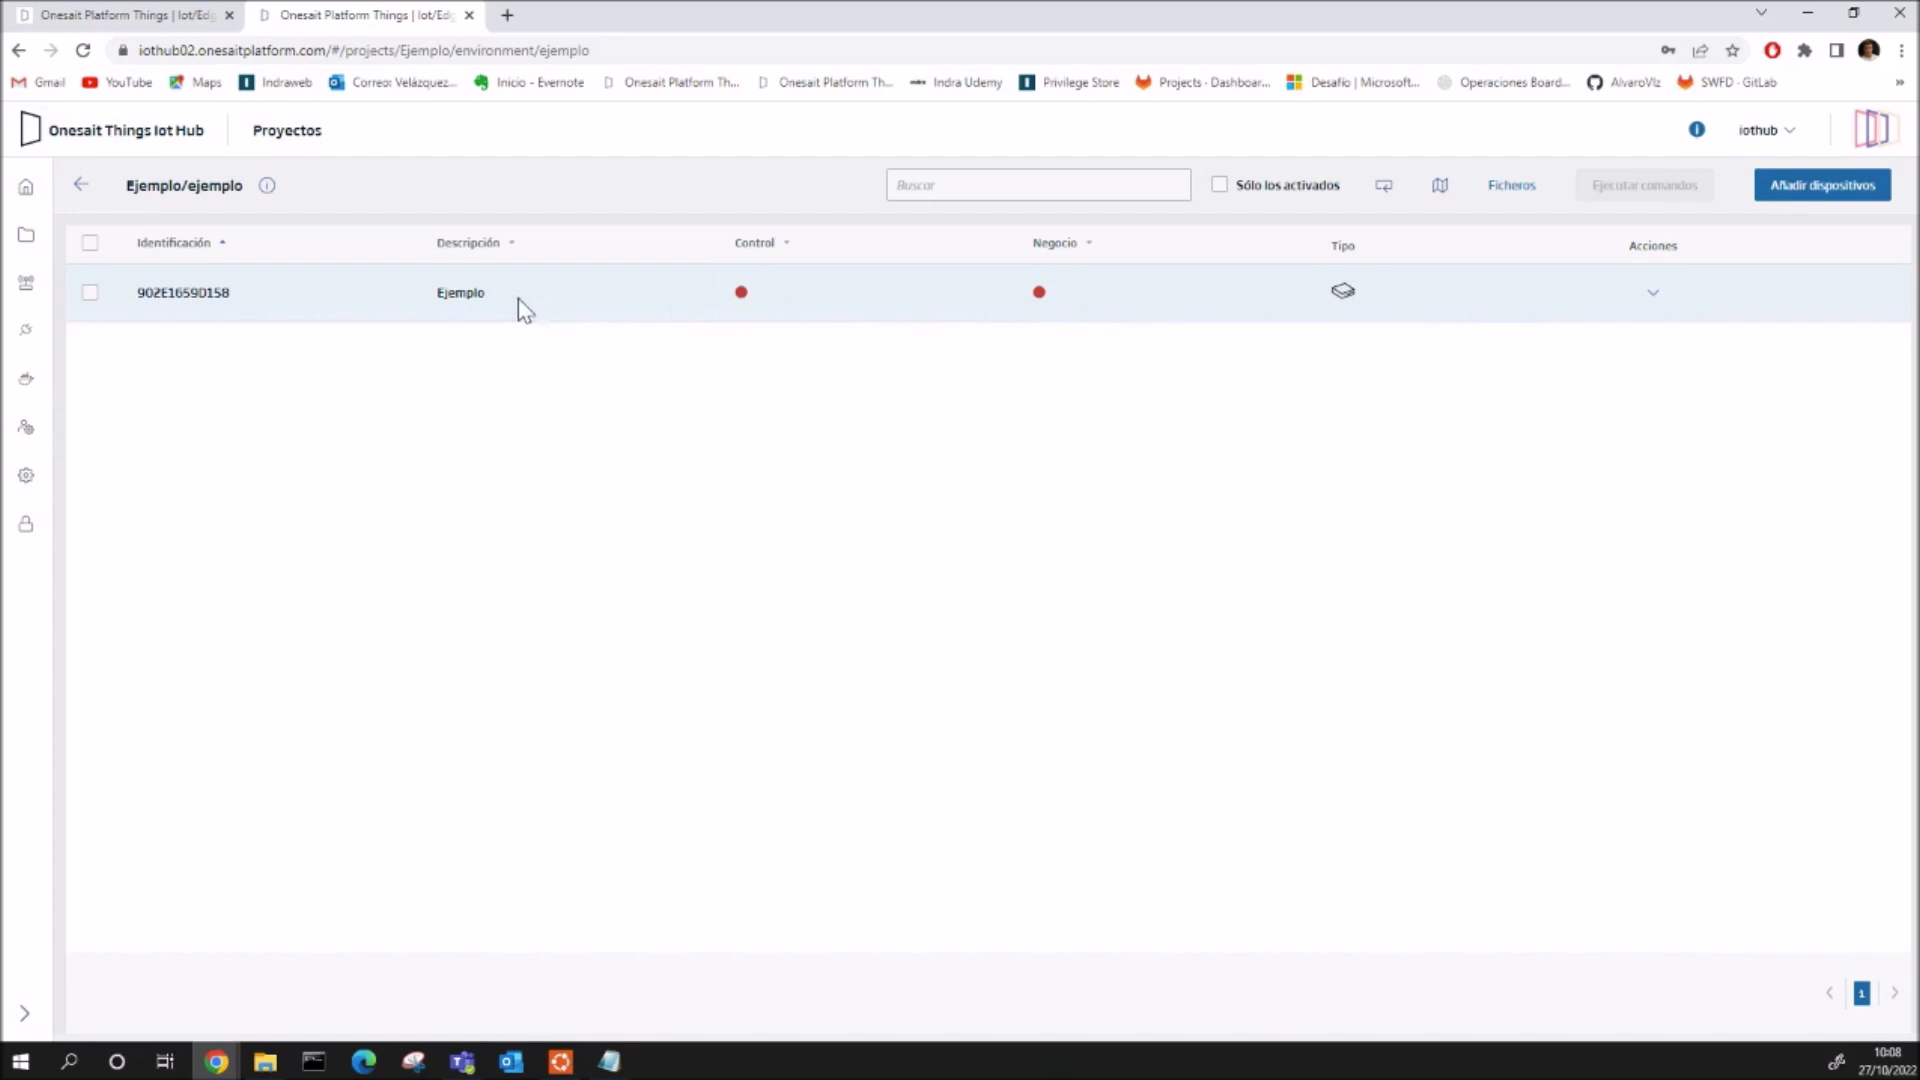 Onesait Platform Things | Iot/Edg
Onesait Platform Things | Iot/Edg
iothub02.onesaitplatform.com/#/projects/Ejemplo/environment/ejemplo
Gmail
YouTube
Maps
Indraweb
Correo: Velázquez...
Inicio - Evernote
Onesait Platform Th...
Onesait Platform Th...
Indra Udemy
Privilege Store
Projects · Dashboar...
Desafío | Microsoft...
Operaciones Board...
AlvaroVlz
SWFD · GitLab
»
Onesait Things Iot Hub
Proyectos
iothub
Ejemplo/ejemplo
Buscar
Sólo los activados
Ficheros
Ejecutar comandos
Añadir dispositivos
Identificación
Descripción
Control
Negocio
Tipo
Acciones
902E1659D158
Ejemplo
1
10:08
27/10/2022